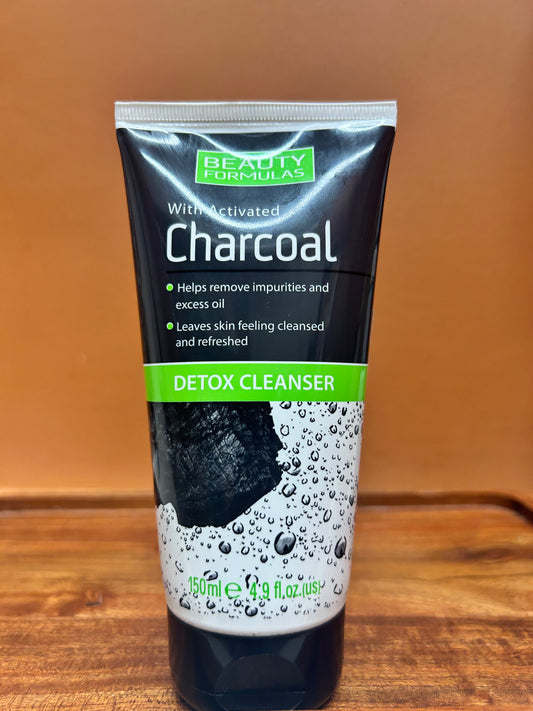 BEAUTY
FORMULAS
With Activated
Charcoal
Helps remove impurities and
excess oil
Leaves skin feeling cleansed
and refreshed
DETOX CLEANSER
150ml e 4.9 fl.oz.(us)